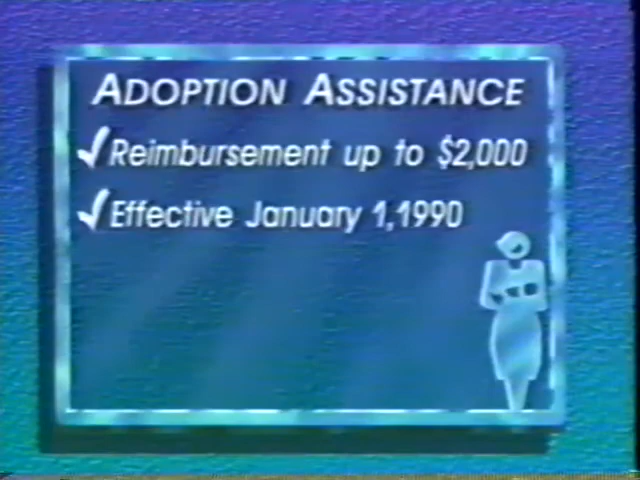 ADOPTION ASSISTANCE
✓Reimbursement up to $2,000
✓Effective January 1,1990